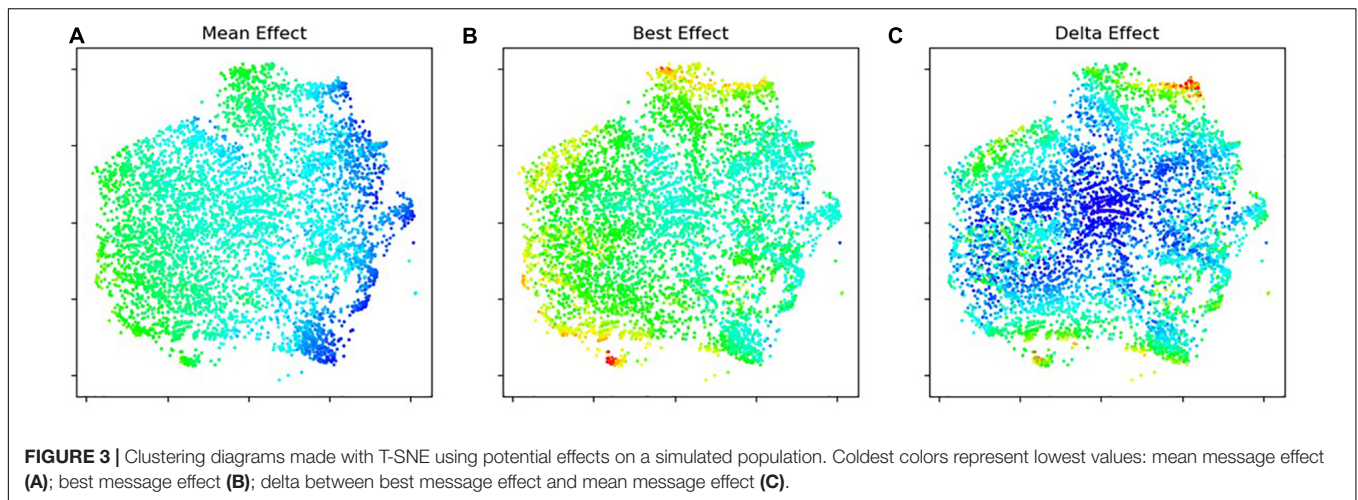 A
Mean Effect
B
Best Effect
C
Delta Effect
FIGURE 3 | Clustering diagrams made with T-SNE using potential effects on a simulated population. Coldest colors represent lowest values: mean message effect
(A); best message effect (B); delta between best message effect and mean message effect (C).